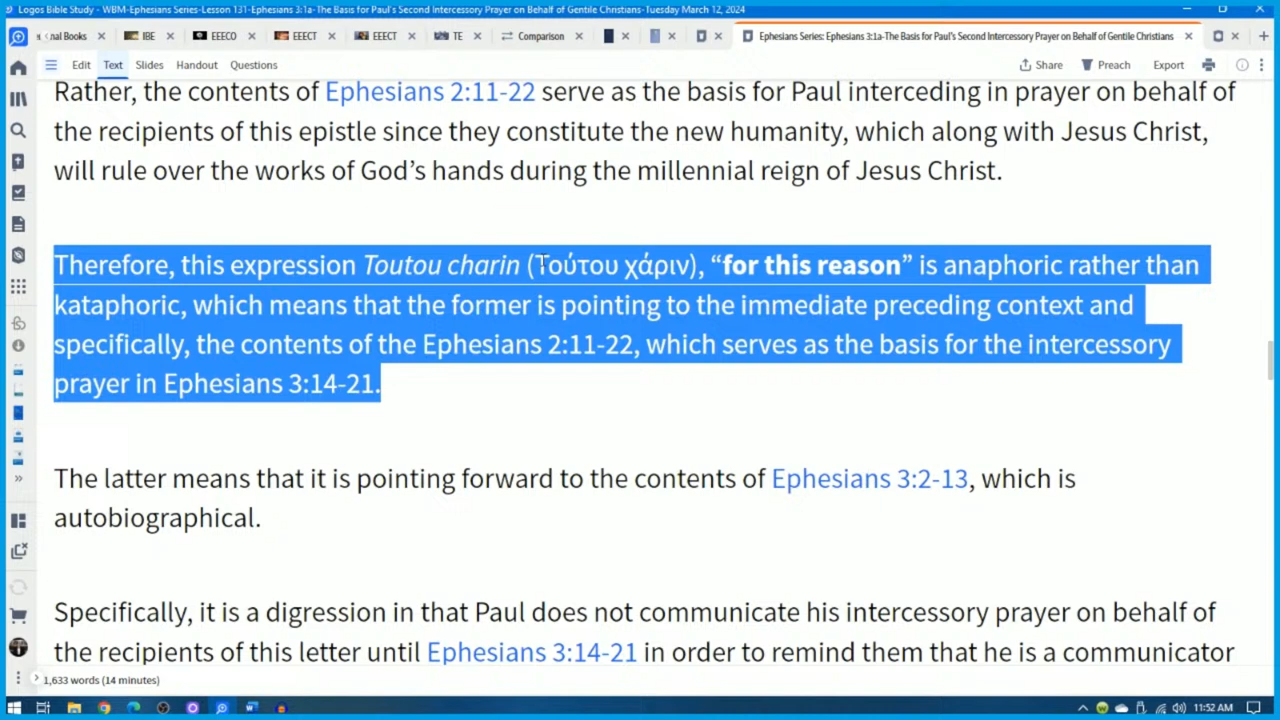 Logos Bible Study - WBM-Ephesians Series-Lesson 131-Ephesians 3:1a-The Basis for Paul's Second Intercessory Prayer on Behalf of Gentile Christians-Tuesday March 12, 2024
nal Books IBE EEECO EEECT EEECT TE Comparison Ephesians Series: Ephesians 3:1a-The Basis for Paul's Second Intercessory Prayer on Behalf of Gentile Christians
Edit Text Slides Handout Questions Share Preach Export
Rather, the contents of Ephesians 2:11-22 serve as the basis for Paul interceding in prayer on behalf of
the recipients of this epistle since they constitute the new humanity, which along with Jesus Christ,
will rule over the works of God’s hands during the millennial reign of Jesus Christ.
Therefore, this expression Toutou charin (Τούτου χάριν), “for this reason” is anaphoric rather than
kataphoric, which means that the former is pointing to the immediate preceding context and
specifically, the contents of the Ephesians 2:11-22, which serves as the basis for the intercessory
prayer in Ephesians 3:14-21.
The latter means that it is pointing forward to the contents of Ephesians 3:2-13, which is
autobiographical.
Specifically, it is a digression in that Paul does not communicate his intercessory prayer on behalf of
the recipients of this letter until Ephesians 3:14-21 in order to remind them that he is a communicator
1,633 words (14 minutes)
11:52 AM